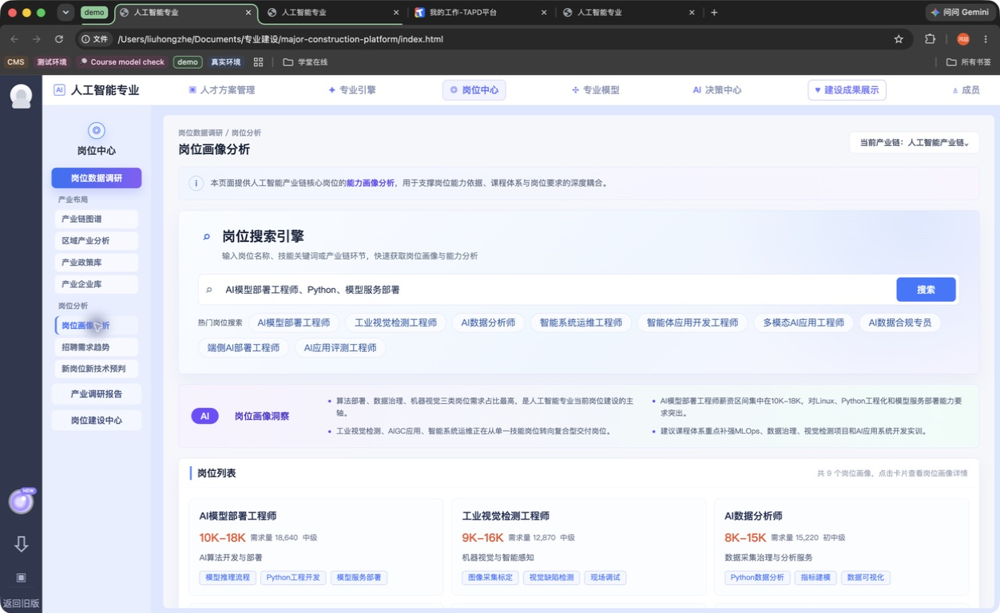 demo
人工智能专业
人工智能专业
我的工作-TAPD平台
人工智能专业
问问 Gemini
文件 /Users/liuhongzhe/Documents/专业建设/major-construction-platform/index.html
CMS 测试环境 Course model check demo 真实环境 学堂在线 所有书签
AI 人工智能专业 人才方案管理 专业引擎 岗位中心 专业模型 AI 决策中心 建设成果展示 成员
岗位中心
岗位数据调研
产业布局
产业链图谱
区域产业分析
产业政策库
产业企业库
岗位分析
岗位画像分析
招聘需求趋势
新岗位新技术预判
产业调研报告
岗位建设中心
NEW
返回旧版
岗位数据调研 / 岗位分析
岗位画像分析
当前产业链：人工智能产业链
本页面提供人工智能产业链核心岗位的能力画像分析，用于支撑岗位能力依据、课程体系与岗位要求的深度耦合。
岗位搜索引擎
输入岗位名称、技能关键词或产业链环节，快速获取岗位画像与能力分析
AI模型部署工程师、Python、模型服务部署
搜索
热门岗位搜索 AI模型部署工程师 工业视觉检测工程师 AI数据分析师 智能系统运维工程师 智能体应用开发工程师 多模态AI应用工程师 AI数据合规专员
端侧AI部署工程师 AI应用评测工程师
AI 岗位画像洞察
算法部署、数据治理、机器视觉三类岗位需求占比最高，是人工智能专业当前岗位建设的主
轴。
工业视觉检测、AIGC应用、智能系统运维正在从单一技能岗位转向复合型交付岗位。
AI模型部署工程师薪资区间集中在10K–18K，对Linux、Python工程化和模型服务部署能力要
求突出。
建议课程体系重点补强MLOps、数据治理、视觉检测项目和AI应用系统开发实训。
岗位列表
共 9 个岗位画像，点击卡片查看岗位画像详情
AI模型部署工程师
10K–18K 需求量 18,640 中级
AI算法开发与部署
模型推理流程 Python工程开发 模型服务部署
工业视觉检测工程师
9K–16K 需求量 12,870 中级
机器视觉与智能感知
图像采集标定 视觉缺陷检测 现场调试
AI数据分析师
8K–15K 需求量 15,220 初中级
数据采集治理与分析服务
Python数据分析 指标建模 数据可视化